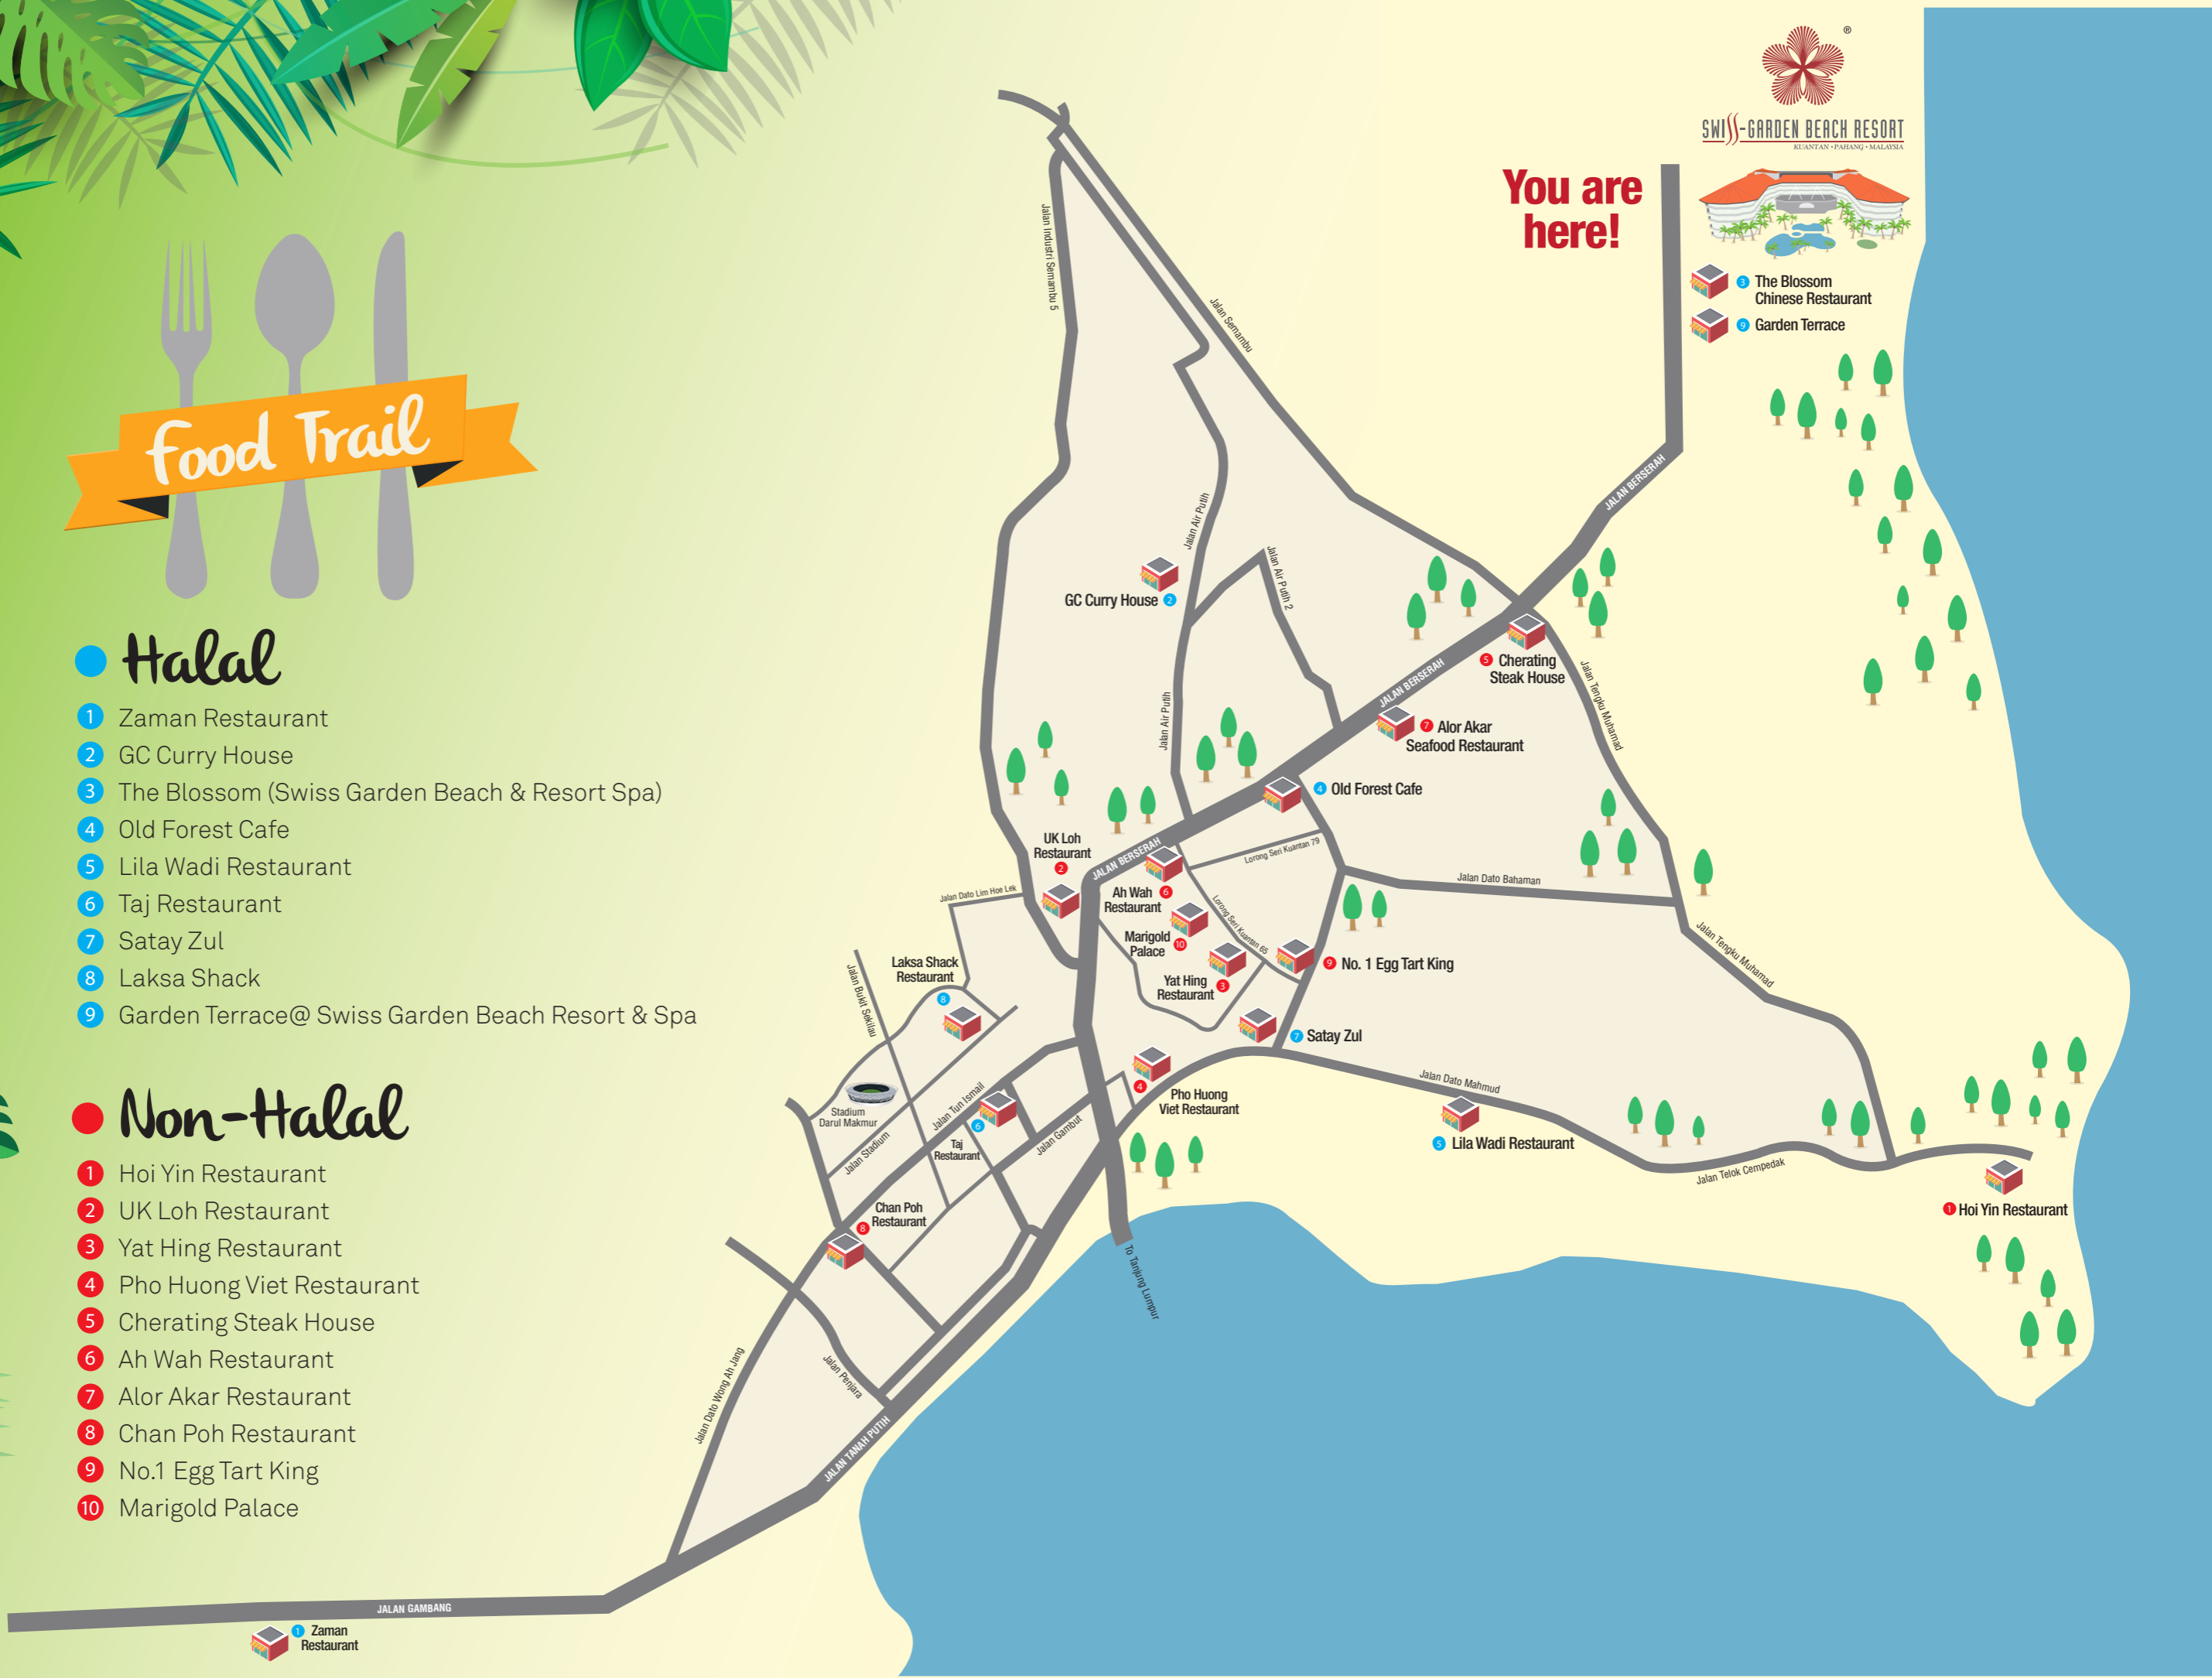 Food Trail
Halal
1 Zaman Restaurant
2 GC Curry House
3 The Blossom (Swiss Garden Beach & Resort Spa)
4 Old Forest Cafe
5 Lila Wadi Restaurant
6 Taj Restaurant
7 Satay Zul
8 Laksa Shack
9 Garden Terrace@ Swiss Garden Beach Resort & Spa
Non-Halal
1 Hoi Yin Restaurant
2 UK Loh Restaurant
3 Yat Hing Restaurant
4 Pho Huong Viet Restaurant
5 Cherating Steak House
6 Ah Wah Restaurant
7 Alor Akar Restaurant
8 Chan Poh Restaurant
9 No.1 Egg Tart King
10 Marigold Palace
®
SWISS-GARDEN BEACH RESORT
KUANTAN • PAHANG • MALAYSIA
You are
here!
3 The Blossom
Chinese Restaurant
9 Garden Terrace
Jalan Industri Semambu 5
Jalan Semambu
JALAN BERSERAH
Jalan Air Putih
Jalan Air Putih 2
GC Curry House 2
5 Cherating
Steak House
JALAN BERSERAH
Jalan Tengku Muhamad
Jalan Air Putih
7 Alor Akar
Seafood Restaurant
4 Old Forest Cafe
UK Loh
Restaurant
2
JALAN BERSERAH
Lorong Seri Kuantan 79
Jalan Dato Bahaman
Jalan Dato Lim Hoe Lek
Ah Wah 6
Restaurant
Lorong Seri Kuantan 65
Marigold
Palace 10
Jalan Tengku Muhamad
9 No. 1 Egg Tart King
Laksa Shack
Restaurant
8
Jalan Bukit Sekilau
Yat Hing
Restaurant 3
7 Satay Zul
4
Pho Huong
Viet Restaurant
Jalan Dato Mahmud
Stadium
Darul Makmur
Jalan Tun Ismail
6
Taj
Restaurant
Jalan Stadium
Jalan Gambut
5 Lila Wadi Restaurant
Jalan Telok Cempedak
1 Hoi Yin Restaurant
Chan Poh
8 Restaurant
To Tanjung Lumpur
Jalan Dato Wong Ah Jang
Jalan Penjara
JALAN TANAH PUTIH
JALAN GAMBANG
1 Zaman
Restaurant